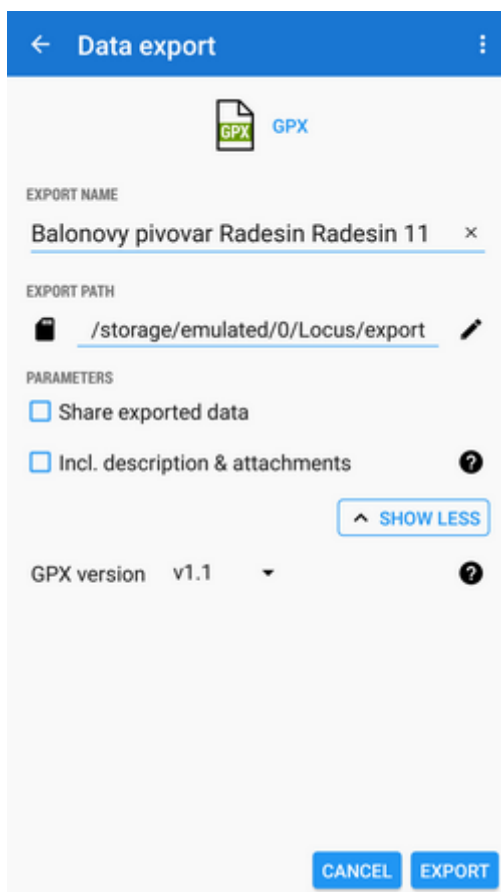 Data export
GPX GPX
EXPORT NAME
Balonovy pivovar Radesin Radesin 11
EXPORT PATH
/storage/emulated/0/Locus/export
PARAMETERS
Share exported data
Incl. description & attachments
SHOW LESS
GPX version v1.1
CANCEL EXPORT